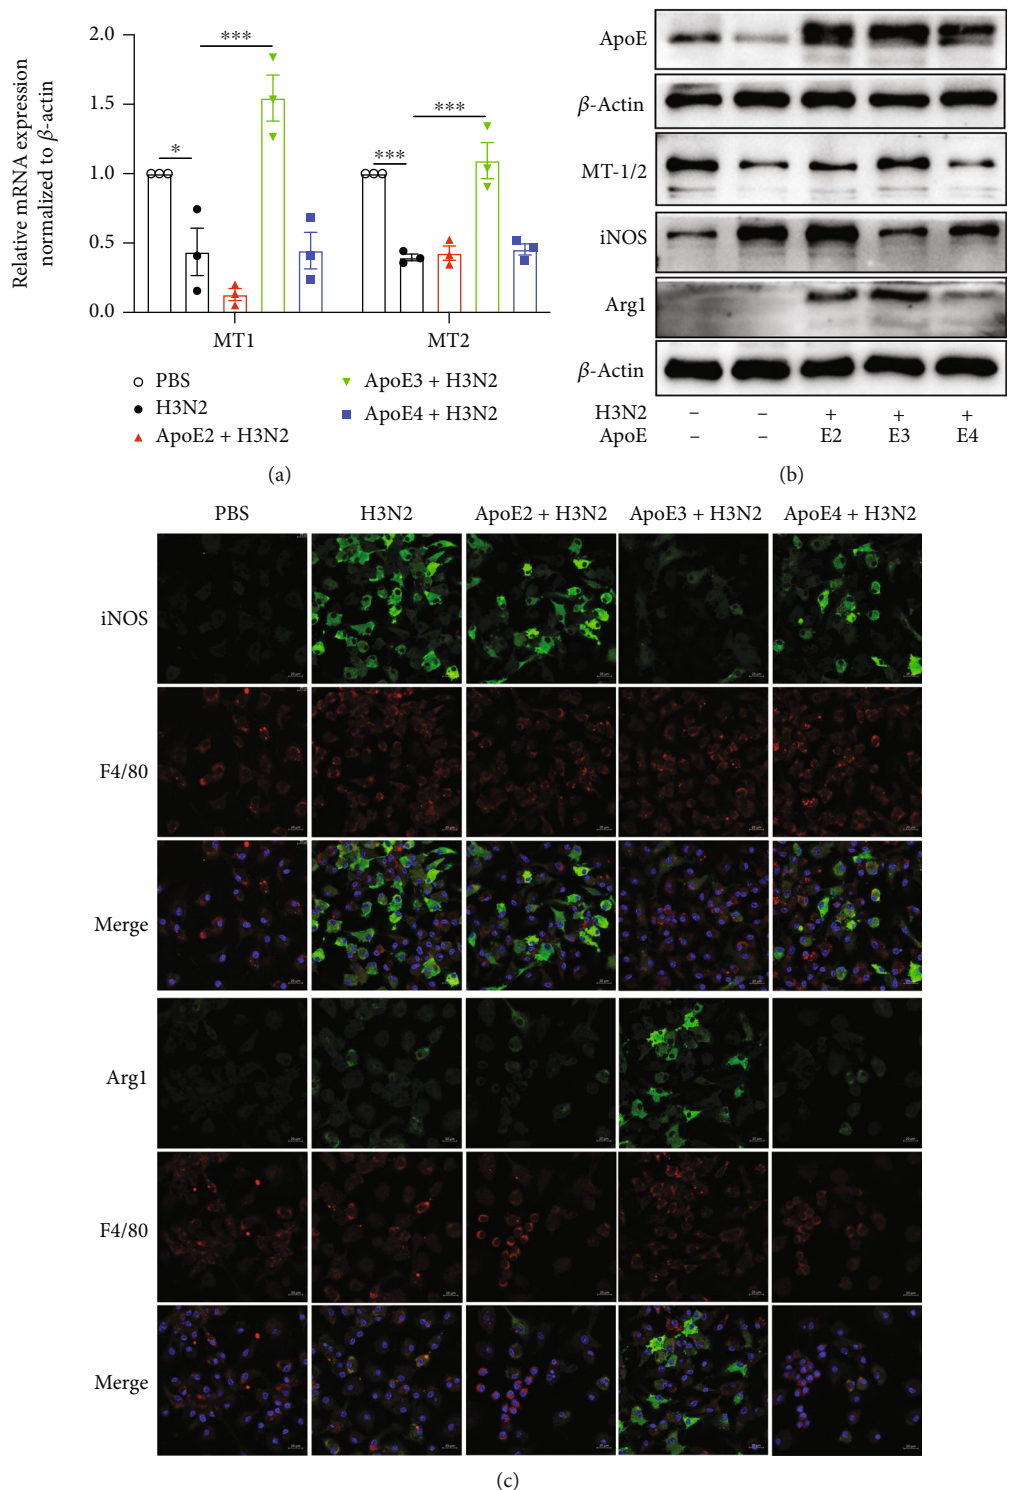 2.0
1.5
1.0
0.5
0.0
Relative mRNA expression
normalized to β-actin
***
*
***
***
MT1
MT2
PBS
H3N2
ApoE2 + H3N2
ApoE3 + H3N2
ApoE4 + H3N2
(a)
ApoE
β-Actin
MT-1/2
iNOS
Arg1
β-Actin
H3N2 – – + + +
ApoE – – E2 E3 E4
(b)
PBS H3N2 ApoE2 + H3N2 ApoE3 + H3N2 ApoE4 + H3N2
iNOS
F4/80
Merge
Arg1
F4/80
Merge
(c)